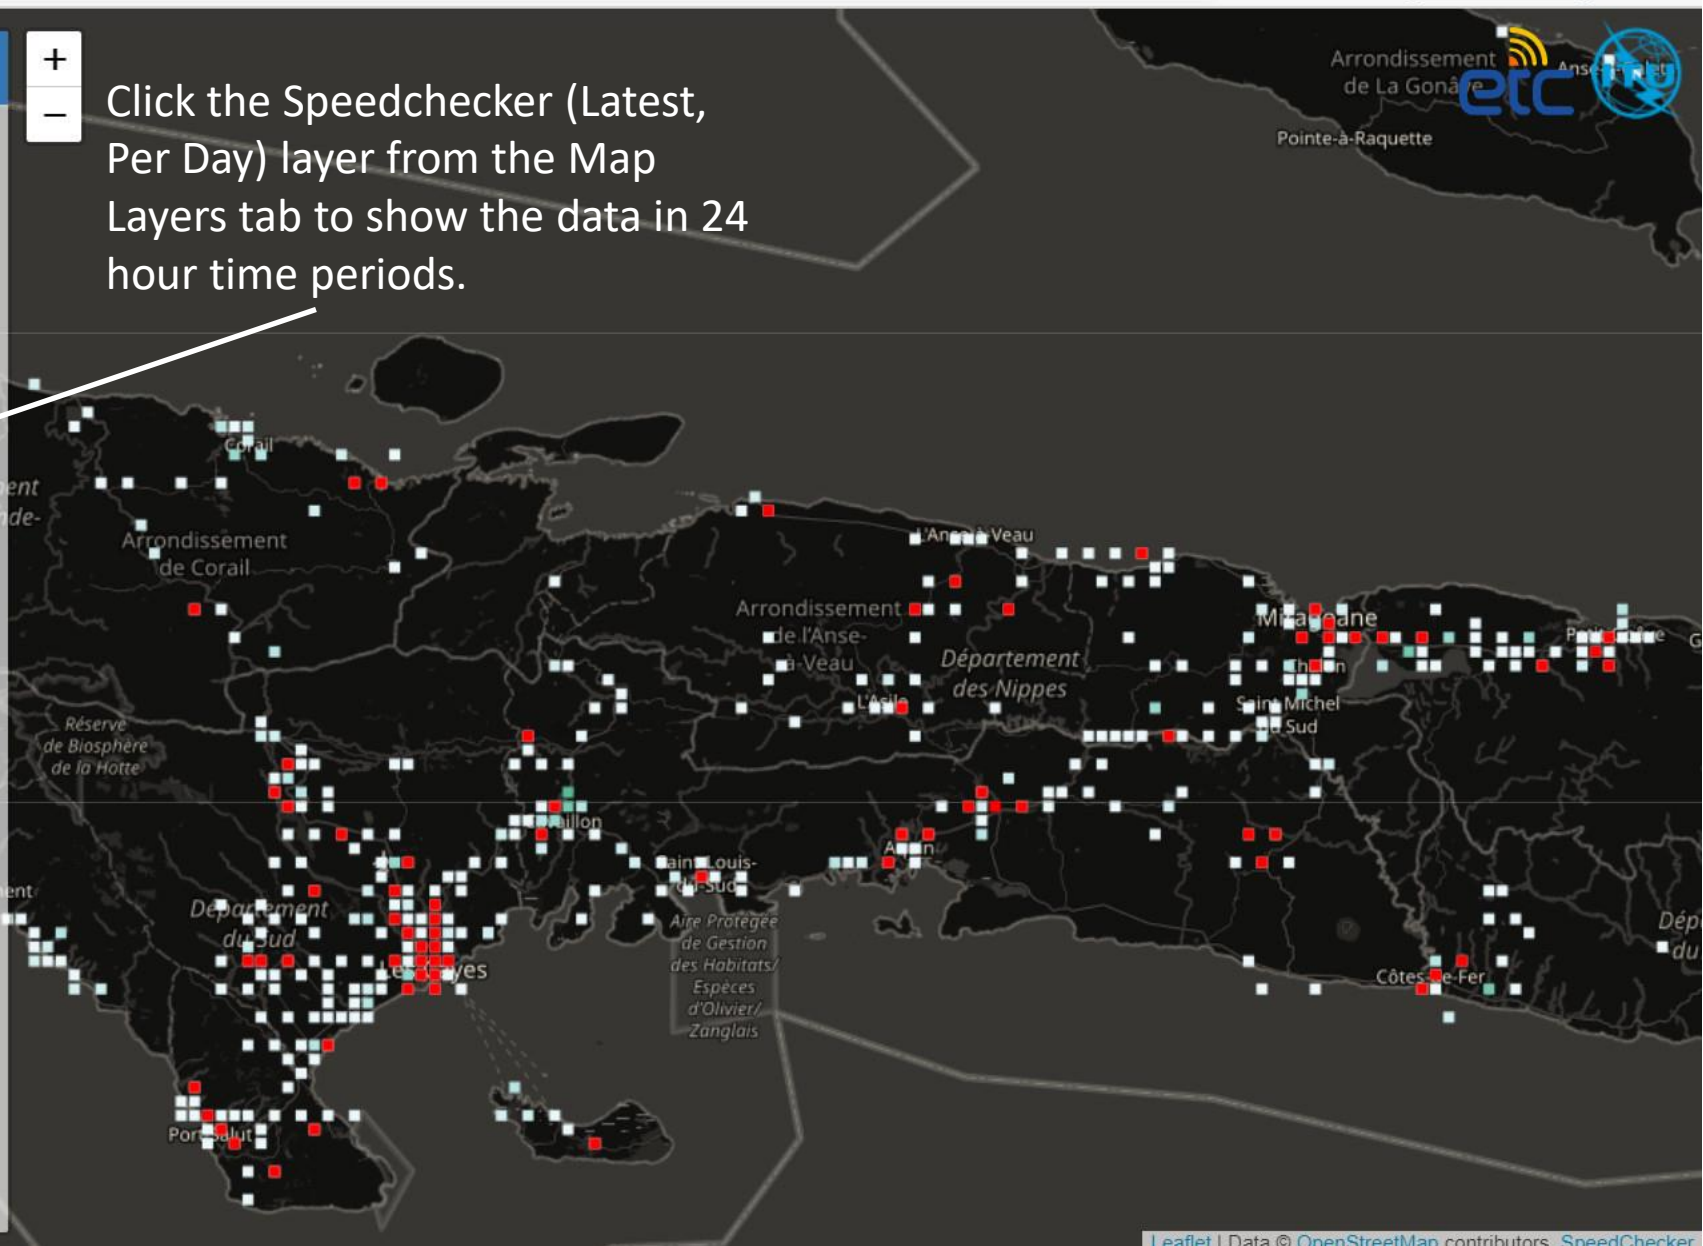 +
−
Click the Speedchecker (Latest,
Per Day) layer from the Map
Layers tab to show the data in 24
hour time periods.
Arrondissement
de La Gonâve
etc
ITU
Pointe-à-Raquette
Corail
Arrondissement
de Corail
L'Anse-à-Veau
Arrondissement
de l'Anse-
à-Veau
Département
des Nippes
Miragoane
L'Asile
Saint Michel
du Sud
Réserve
de Biosphère
de la Hotte
Aquin
Saint-Louis-
du-Sud
Département
du Sud
Les Cayes
Aire Protégée
de Gestion
des Habitats/
Espèces
d'Olivier/
Zanglais
Côtes-de-Fer
Port-Salut
Leaflet | Data © OpenStreetMap contributors, SpeedChecker